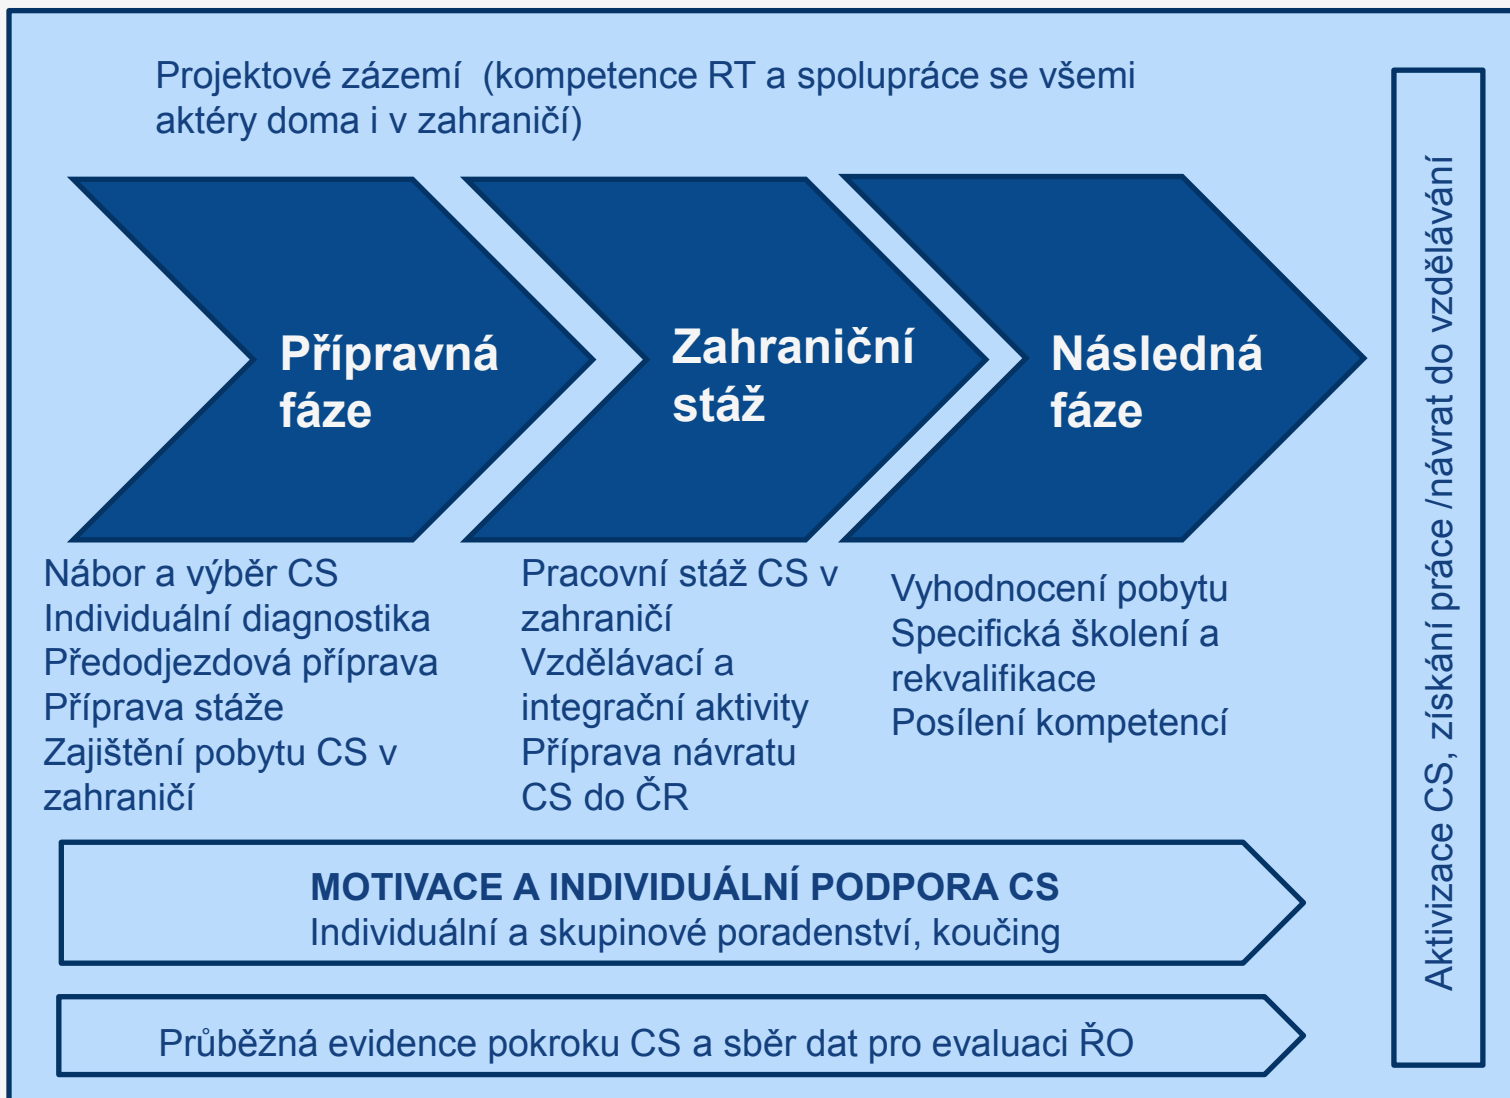 Projektové zázemí  (kompetence RT a spolupráce se všemi
aktéry doma i v zahraničí)
Přípravná
fáze
Zahraniční
stáž
Následná
fáze
Nábor a výběr CS
Individuální diagnostika
Předodjezdová příprava
Příprava stáže
Zajištění pobytu CS v
zahraničí
Pracovní stáž CS v
zahraničí
Vzdělávací a
integrační aktivity
Příprava návratu
CS do ČR
Vyhodnocení pobytu
Specifická školení a
rekvalifikace
Posílení kompetencí
MOTIVACE A INDIVIDUÁLNÍ PODPORA CS
Individuální a skupinové poradenství, koučing
Průběžná evidence pokroku CS a sběr dat pro evaluaci ŘO
Aktivizace CS, získání práce /návrat do vzdělávání